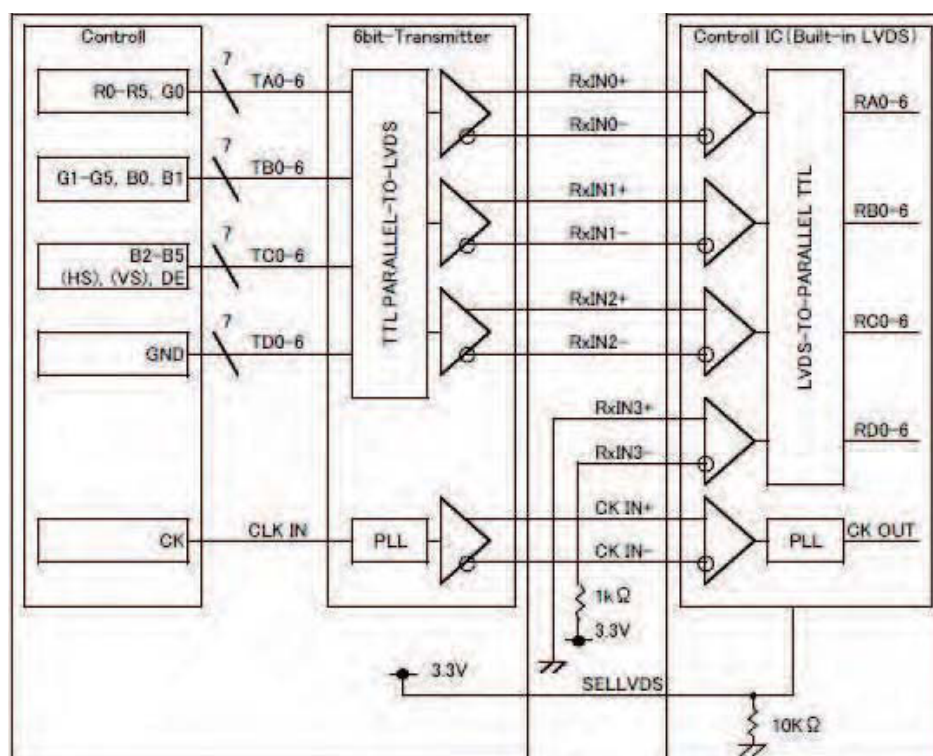 Controll
6bit-Transmitter
Controll IC(Built-in LVDS)
R0-R5, G0
7
TA0-6
RxIN0+
RA0-6
RxIN0-
G1-G5, B0, B1
7
TB0-6
RxIN1+
RB0-6
RxIN1-
B2-B5
(HS), (VS), DE
7
TC0-6
RxIN2+
RC0-6
RxIN2-
GND
7
TD0-6
TTL PARALLEL-TO-LVDS
LVDS-TO-PARALLEL TTL
RxIN3+
RD0-6
RxIN3-
CK
CLK IN
PLL
CK IN+
CK IN-
PLL
CK OUT
1kΩ
3.3V
3.3V
SELLVDS
10KΩ